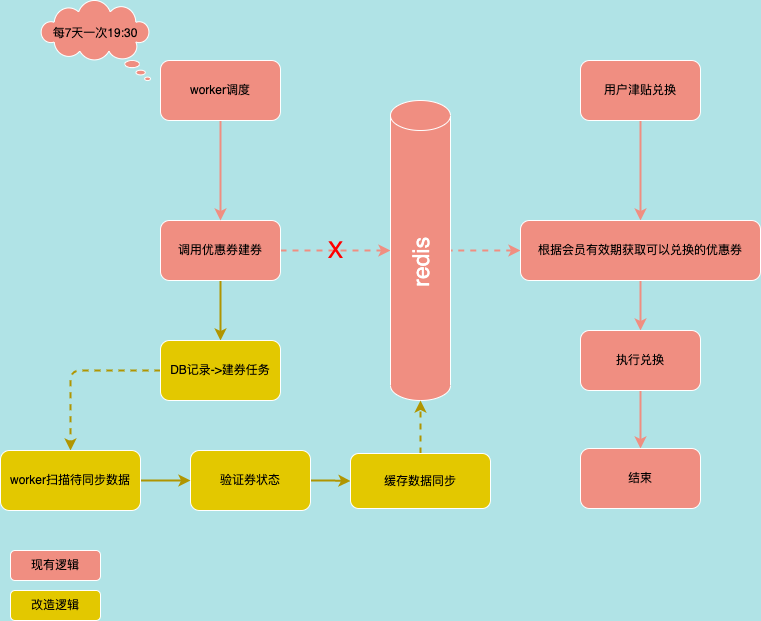 每7天一次19:30
worker调度
用户津贴兑换
调用优惠券建券
X
redis
根据会员有效期获取可以兑换的优惠券
DB记录->建券任务
执行兑换
worker扫描待同步数据
验证券状态
缓存数据同步
结束
现有逻辑
改造逻辑